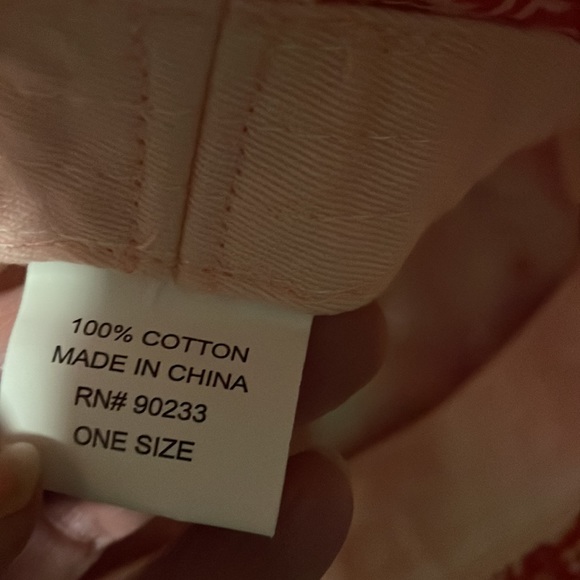 100% COTTON
MADE IN CHINA
RN# 90233
ONE SIZE